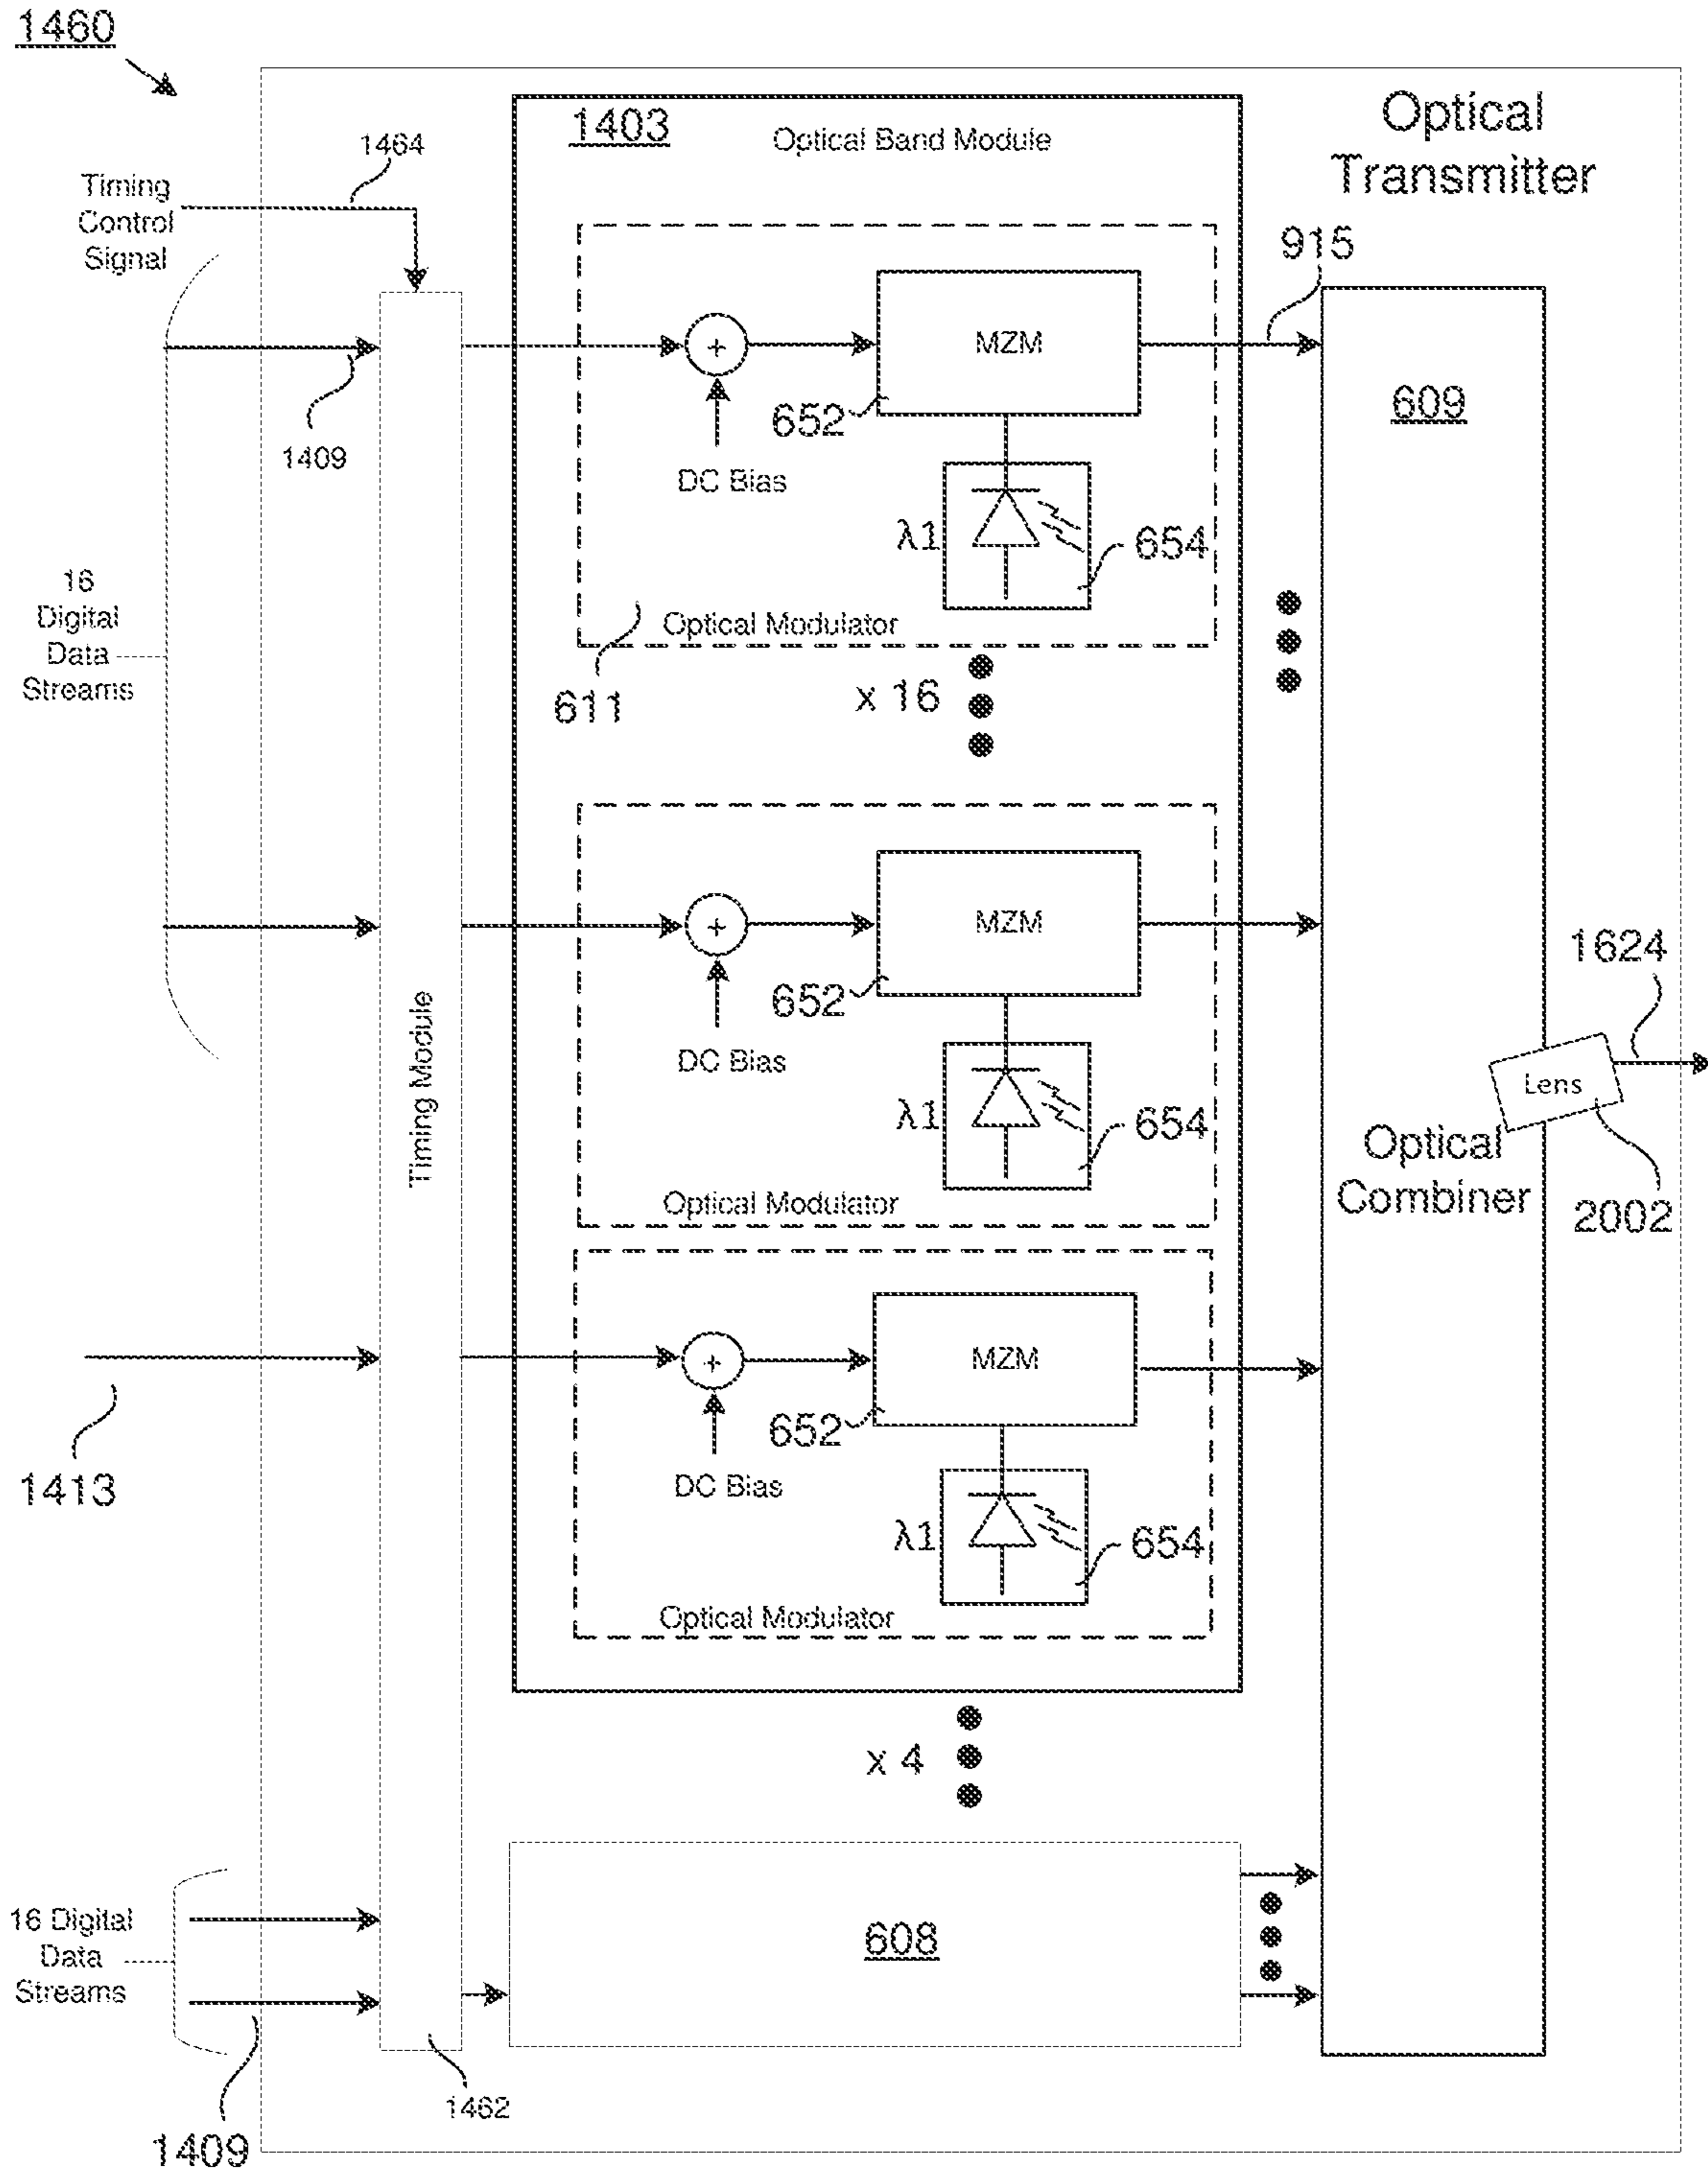 1460
1403
Optical Band Module
Optical
Transmitter
1464
Timing
Control
Signal
915
+
MZM
652
609
1409
DC Bias
λ1
654
16
Digital
Data
Streams
Optical Modulator
611
x 16
+
MZM
652
1624
Timing Module
DC Bias
Lens
λ1
654
Optical
Combiner
2002
Optical Modulator
+
MZM
652
1413
DC Bias
λ1
654
Optical Modulator
x 4
16 Digital
Data
Streams
608
1462
1409